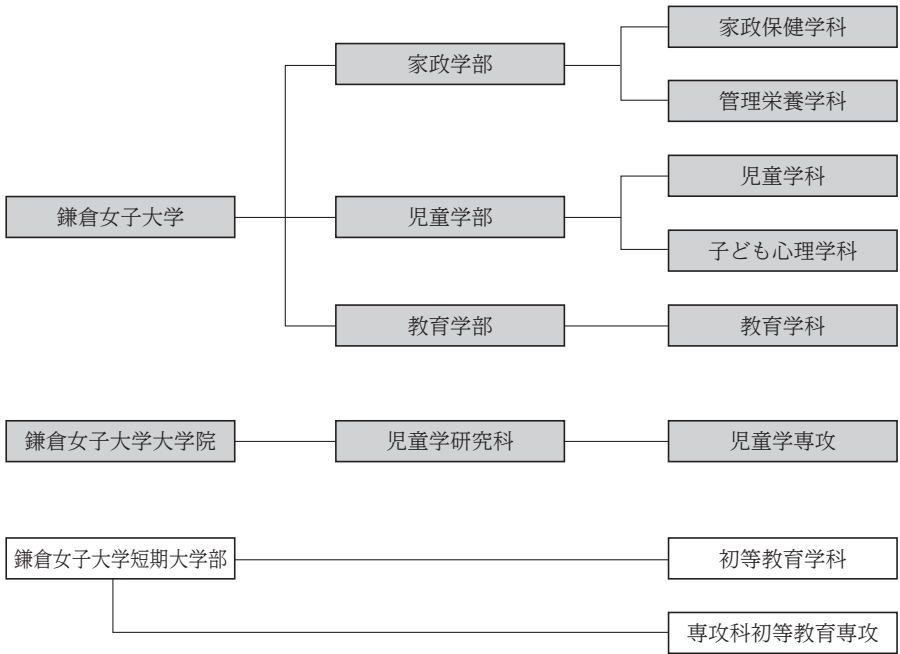 鎌倉女子大学
家政学部
家政保健学科
管理栄養学科
児童学部
児童学科
子ども心理学科
教育学部
教育学科
鎌倉女子大学大学院
児童学研究科
児童学専攻
鎌倉女子大学短期大学部
初等教育学科
専攻科初等教育専攻